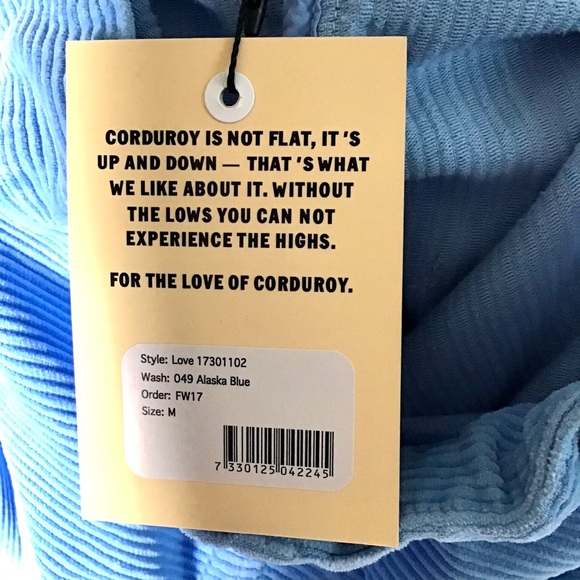 CORDUROY IS NOT FLAT, IT 'S
UP AND DOWN — THAT 'S WHAT
WE LIKE ABOUT IT. WITHOUT
THE LOWS YOU CAN NOT
EXPERIENCE THE HIGHS.
FOR THE LOVE OF CORDUROY.
Style: Love 17301102
Wash: 049 Alaska Blue
Order: FW17
Size: M
7 330125 042245